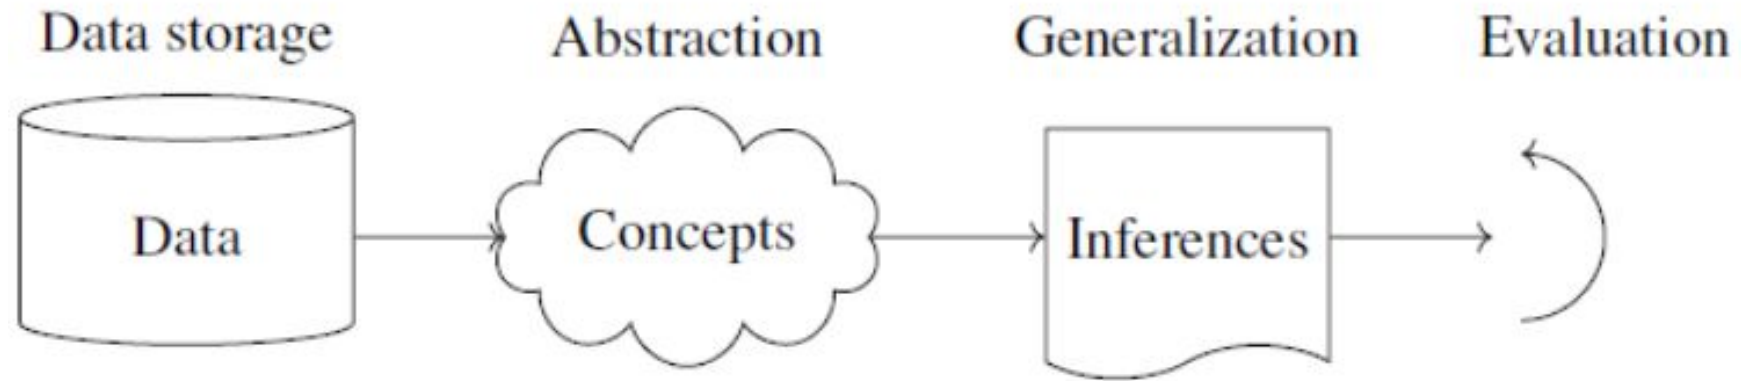 Data storage
Abstraction
Generalization
Evaluation
Data
Concepts
Inferences